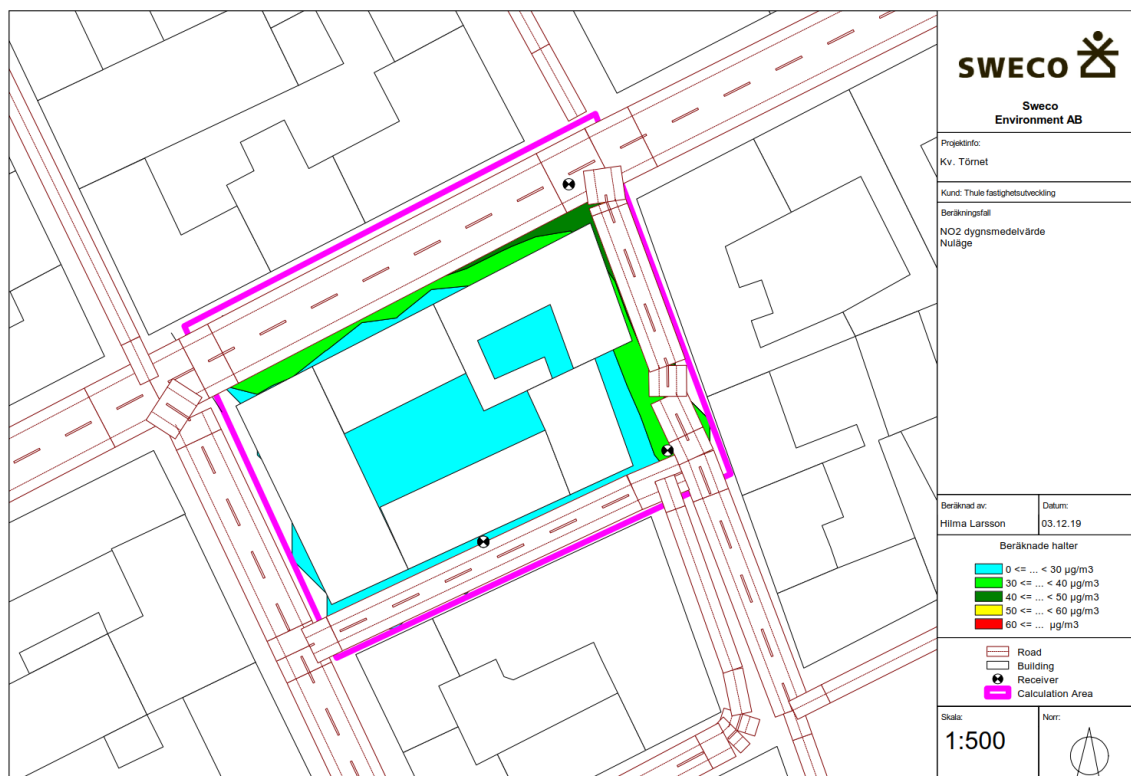 SWECO
Sweco
Environment AB
Projektinfo:
Kv. Törnet
Kund: Thule fastighetsutveckling
Beräkningsfall
NO2 dygnsmedelvärde
Nuläge
Beräknad av:
Hilma Larsson
Datum:
03.12.19
Beräknade halter
0 <= ... < 30 µg/m3
30 <= ... < 40 µg/m3
40 <= ... < 50 µg/m3
50 <= ... < 60 µg/m3
60 <= ... µg/m3
Road
Building
Receiver
Calculation Area
Skala:
1:500
Norr: